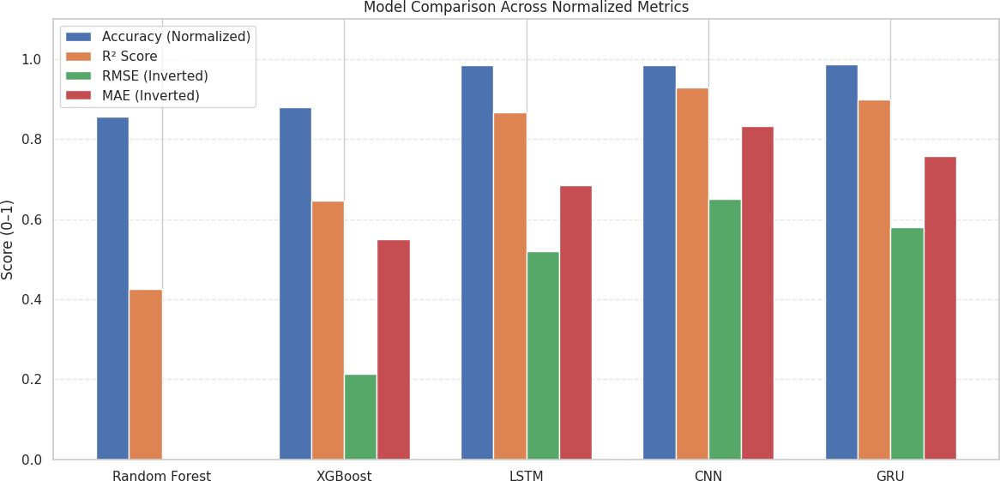 Model Comparison Across Normalized Metrics
Accuracy (Normalized)
R² Score
RMSE (Inverted)
MAE (Inverted)
Score (0–1)
1.0
0.8
0.6
0.4
0.2
0.0
Random Forest
XGBoost
LSTM
CNN
GRU